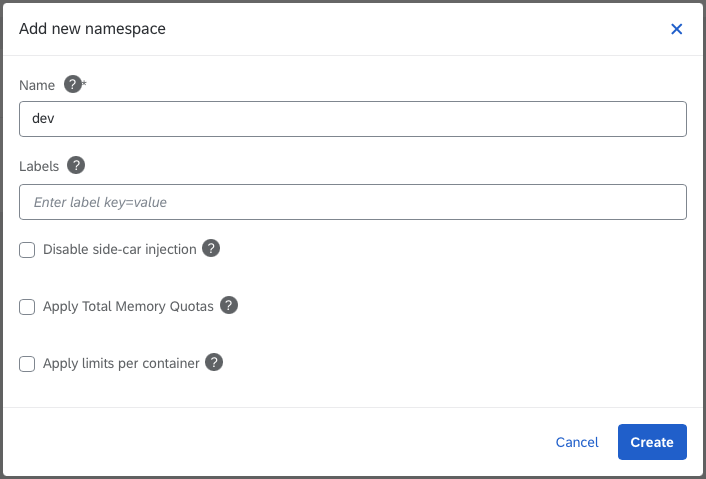 Add new namespace
Name ?*
dev
Labels ?
Enter label key=value
Disable side-car injection ?
Apply Total Memory Quotas ?
Apply limits per container ?
Cancel Create